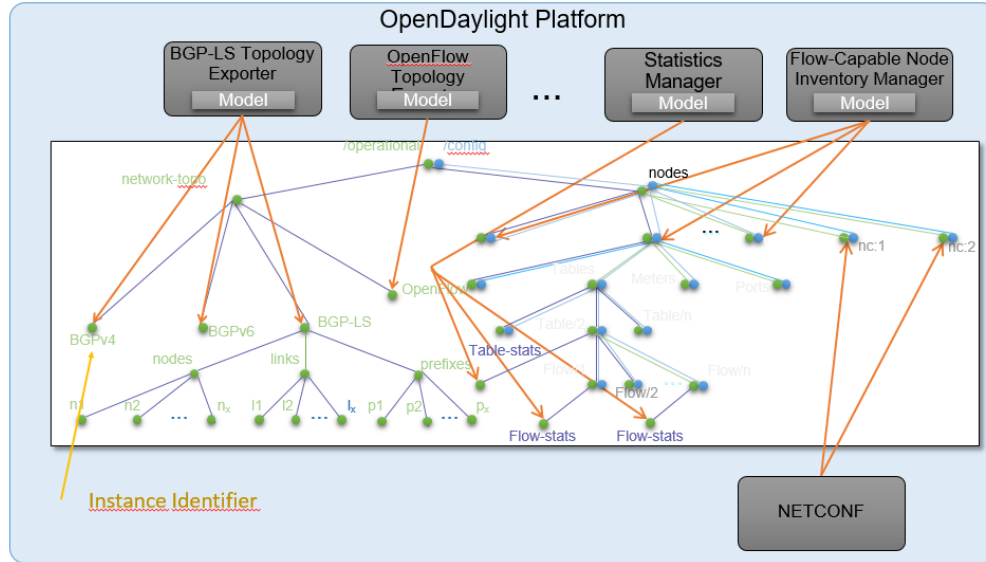 OpenDaylight Platform
BGP-LS Topology
Exporter
Model
OpenFlow
Topology
Model
...
Statistics
Manager
Model
Flow-Capable Node
Inventory Manager
Model
/operational
/config
network-topo
nodes
...
nc:1
nc:2
Tables
Meters
Ports
OpenFlow
BGPv4
BGPv6
BGP-LS
Table/2
Table/n
Table-stats
nodes
links
prefixes
Flow/2
...
Flow/n
n1
n2
...
nx
l1
l2
...
lx
p1
p2
...
px
Flow-stats
Flow-stats
Instance Identifier
NETCONF